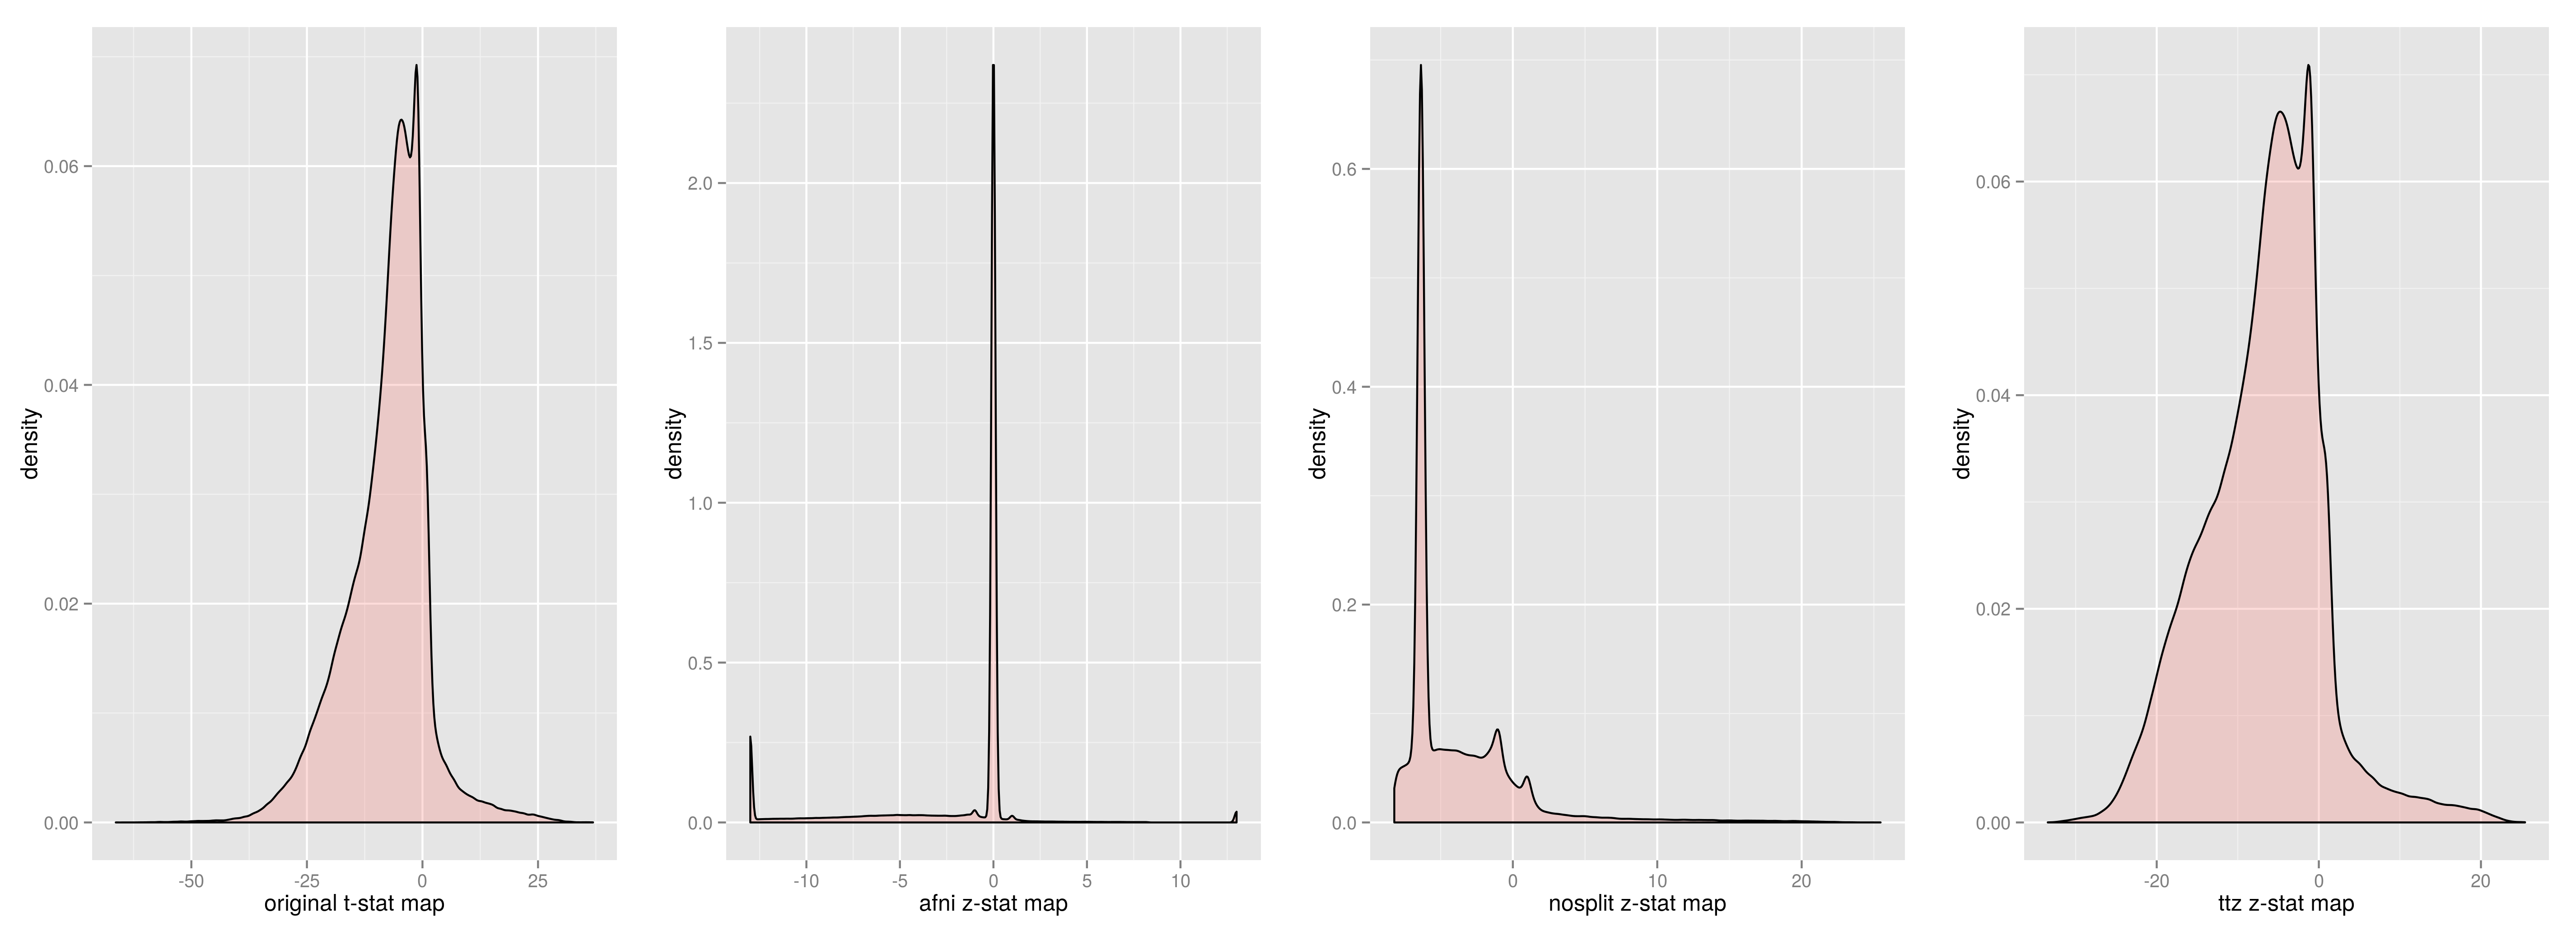 density
0.06
0.04
0.02
0.00
-50 -25 0 25
original t-stat map
density
2.0
1.5
1.0
0.5
0.0
-10 -5 0 5 10
afni z-stat map
density
0.6
0.4
0.2
0.0
0 10 20
nosplit z-stat map
density
0.06
0.04
0.02
0.00
-20 0 20
ttz z-stat map